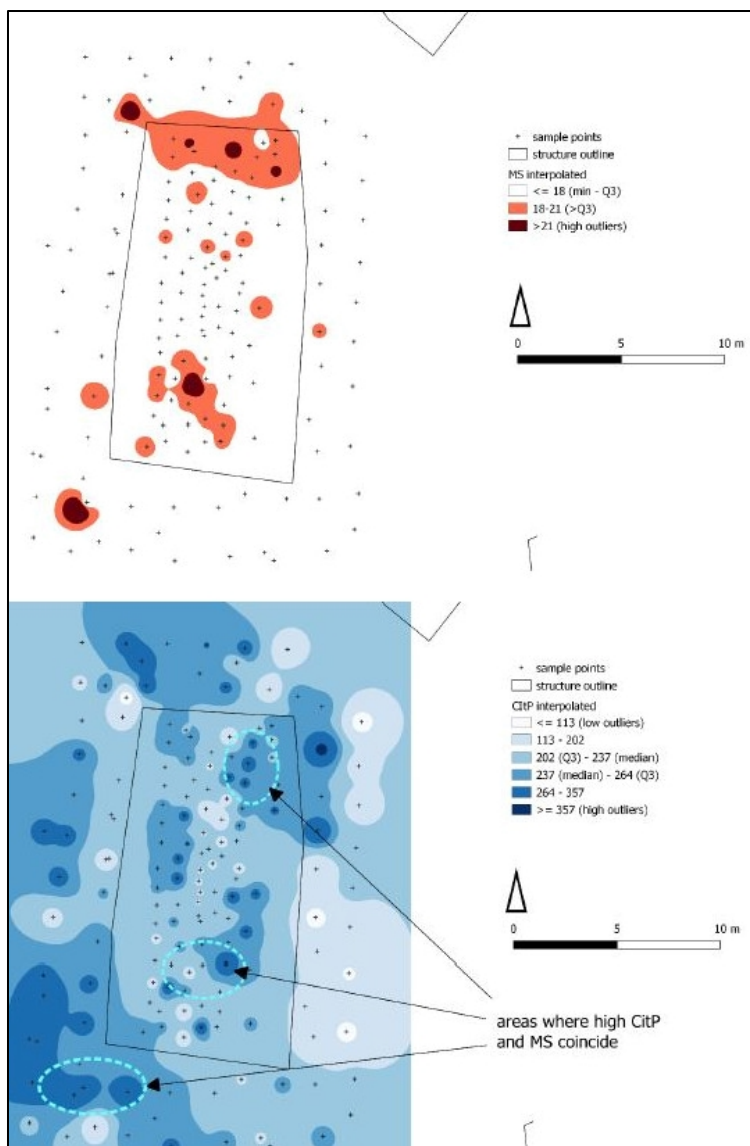 sample points
structure outline
MS interpolated
<= 18 (min - Q3)
18-21 (>Q3)
>21 (high outliers)
0 5 10 m
sample points
structure outline
CItP interpolated
<= 113 (low outliers)
113 - 202
202 (Q3) - 237 (median)
237 (median) - 264 (Q3)
264 - 357
>= 357 (high outliers)
0 5 10 m
areas where high CitP
and MS coincide